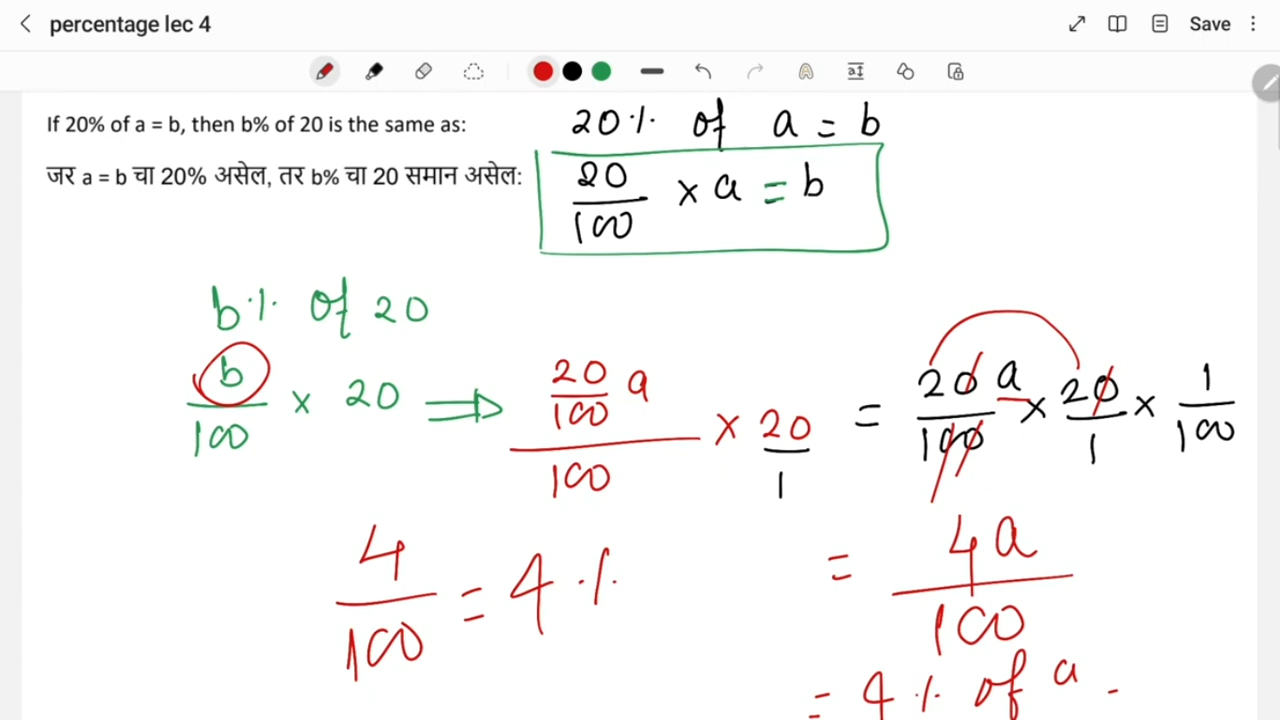 percentage lec 4
Save
If 20% of a = b, then b% of 20 is the same as:
जर a = b चा 20% असेल, तर b% चा 20 समान असेल:
20% of a = b
20/100 × a = b
b% of 20
b/100 × 20 ⇒ (20/100 a)/100 × 20/1 = 20a/100 × 20/1 × 1/100
4/100 = 4%
= 4a/100
= 4% of a .